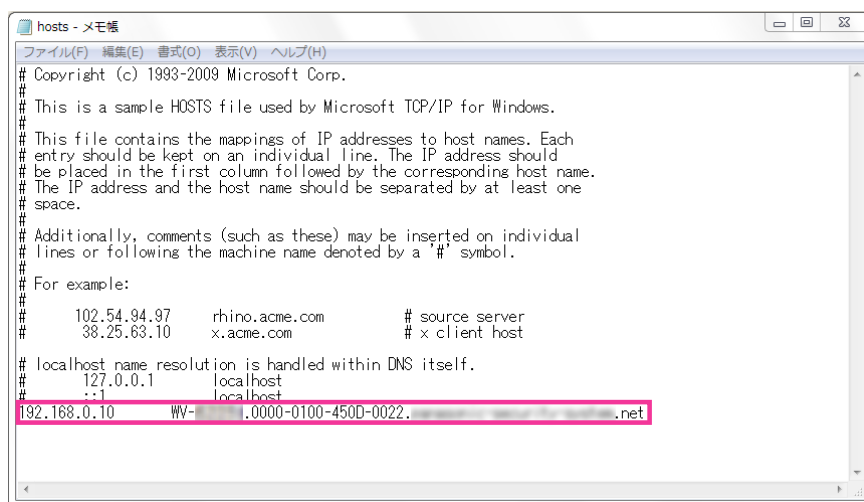 hosts - メモ帳
ファイル(F) 編集(E) 書式(O) 表示(V) ヘルプ(H)
# Copyright (c) 1993-2009 Microsoft Corp.
#
# This is a sample HOSTS file used by Microsoft TCP/IP for Windows.
#
# This file contains the mappings of IP addresses to host names. Each
# entry should be kept on an individual line. The IP address should
# be placed in the first column followed by the corresponding host name.
# The IP address and the host name should be separated by at least one
# space.
#
# Additionally, comments (such as these) may be inserted on individual
# lines or following the machine name denoted by a '#' symbol.
#
# For example:
#
# 102.54.94.97 rhino.acme.com # source server
# 38.25.63.10 x.acme.com # x client host

# localhost name resolution is handled within DNS itself.
# 127.0.0.1 localhost
# ::1 localhost
192.168.0.10 WV- .0000-0100-450D-0022. .net